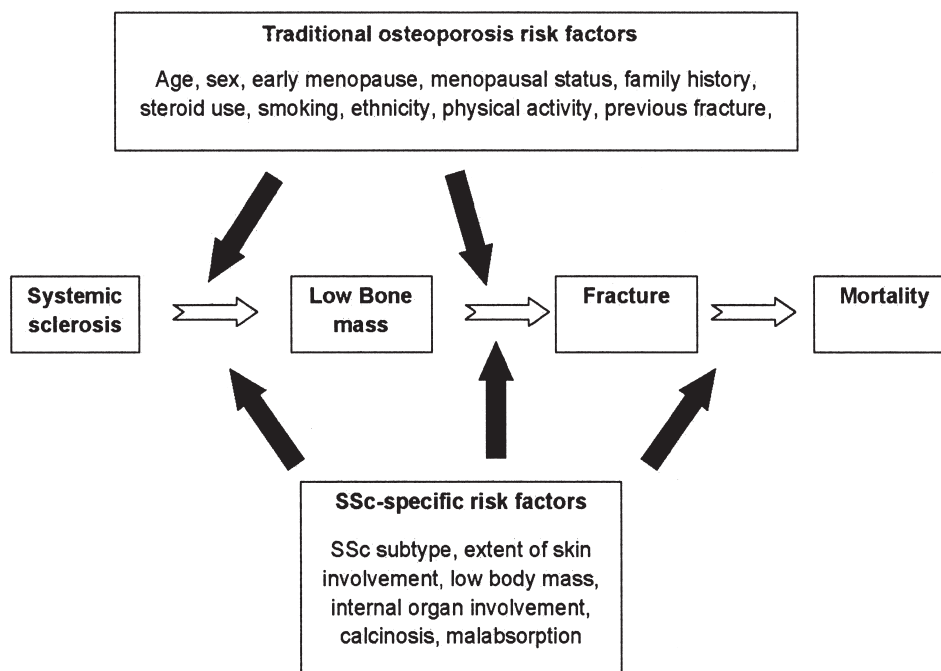 Traditional osteoporosis risk factors
Age, sex, early menopause, menopausal status, family history,
steroid use, smoking, ethnicity, physical activity, previous fracture,
Systemic
sclerosis
Low Bone
mass
Fracture
Mortality
SSc-specific risk factors
SSc subtype, extent of skin
involvement, low body mass,
internal organ involvement,
calcinosis, malabsorption